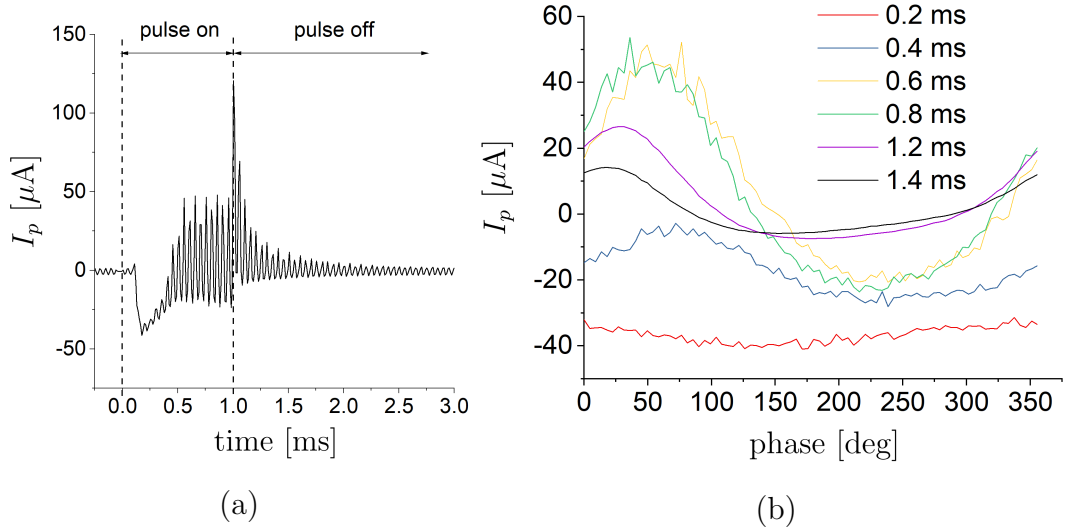 pulse on
pulse off
150
100
50
0
-50
I_p [μA]
0.0 0.5 1.0 1.5 2.0 2.5 3.0
time [ms]
(a)
0.2 ms
0.4 ms
0.6 ms
0.8 ms
1.2 ms
1.4 ms
60
40
20
0
-20
-40
I_p [μA]
0 50 100 150 200 250 300 350
phase [deg]
(b)